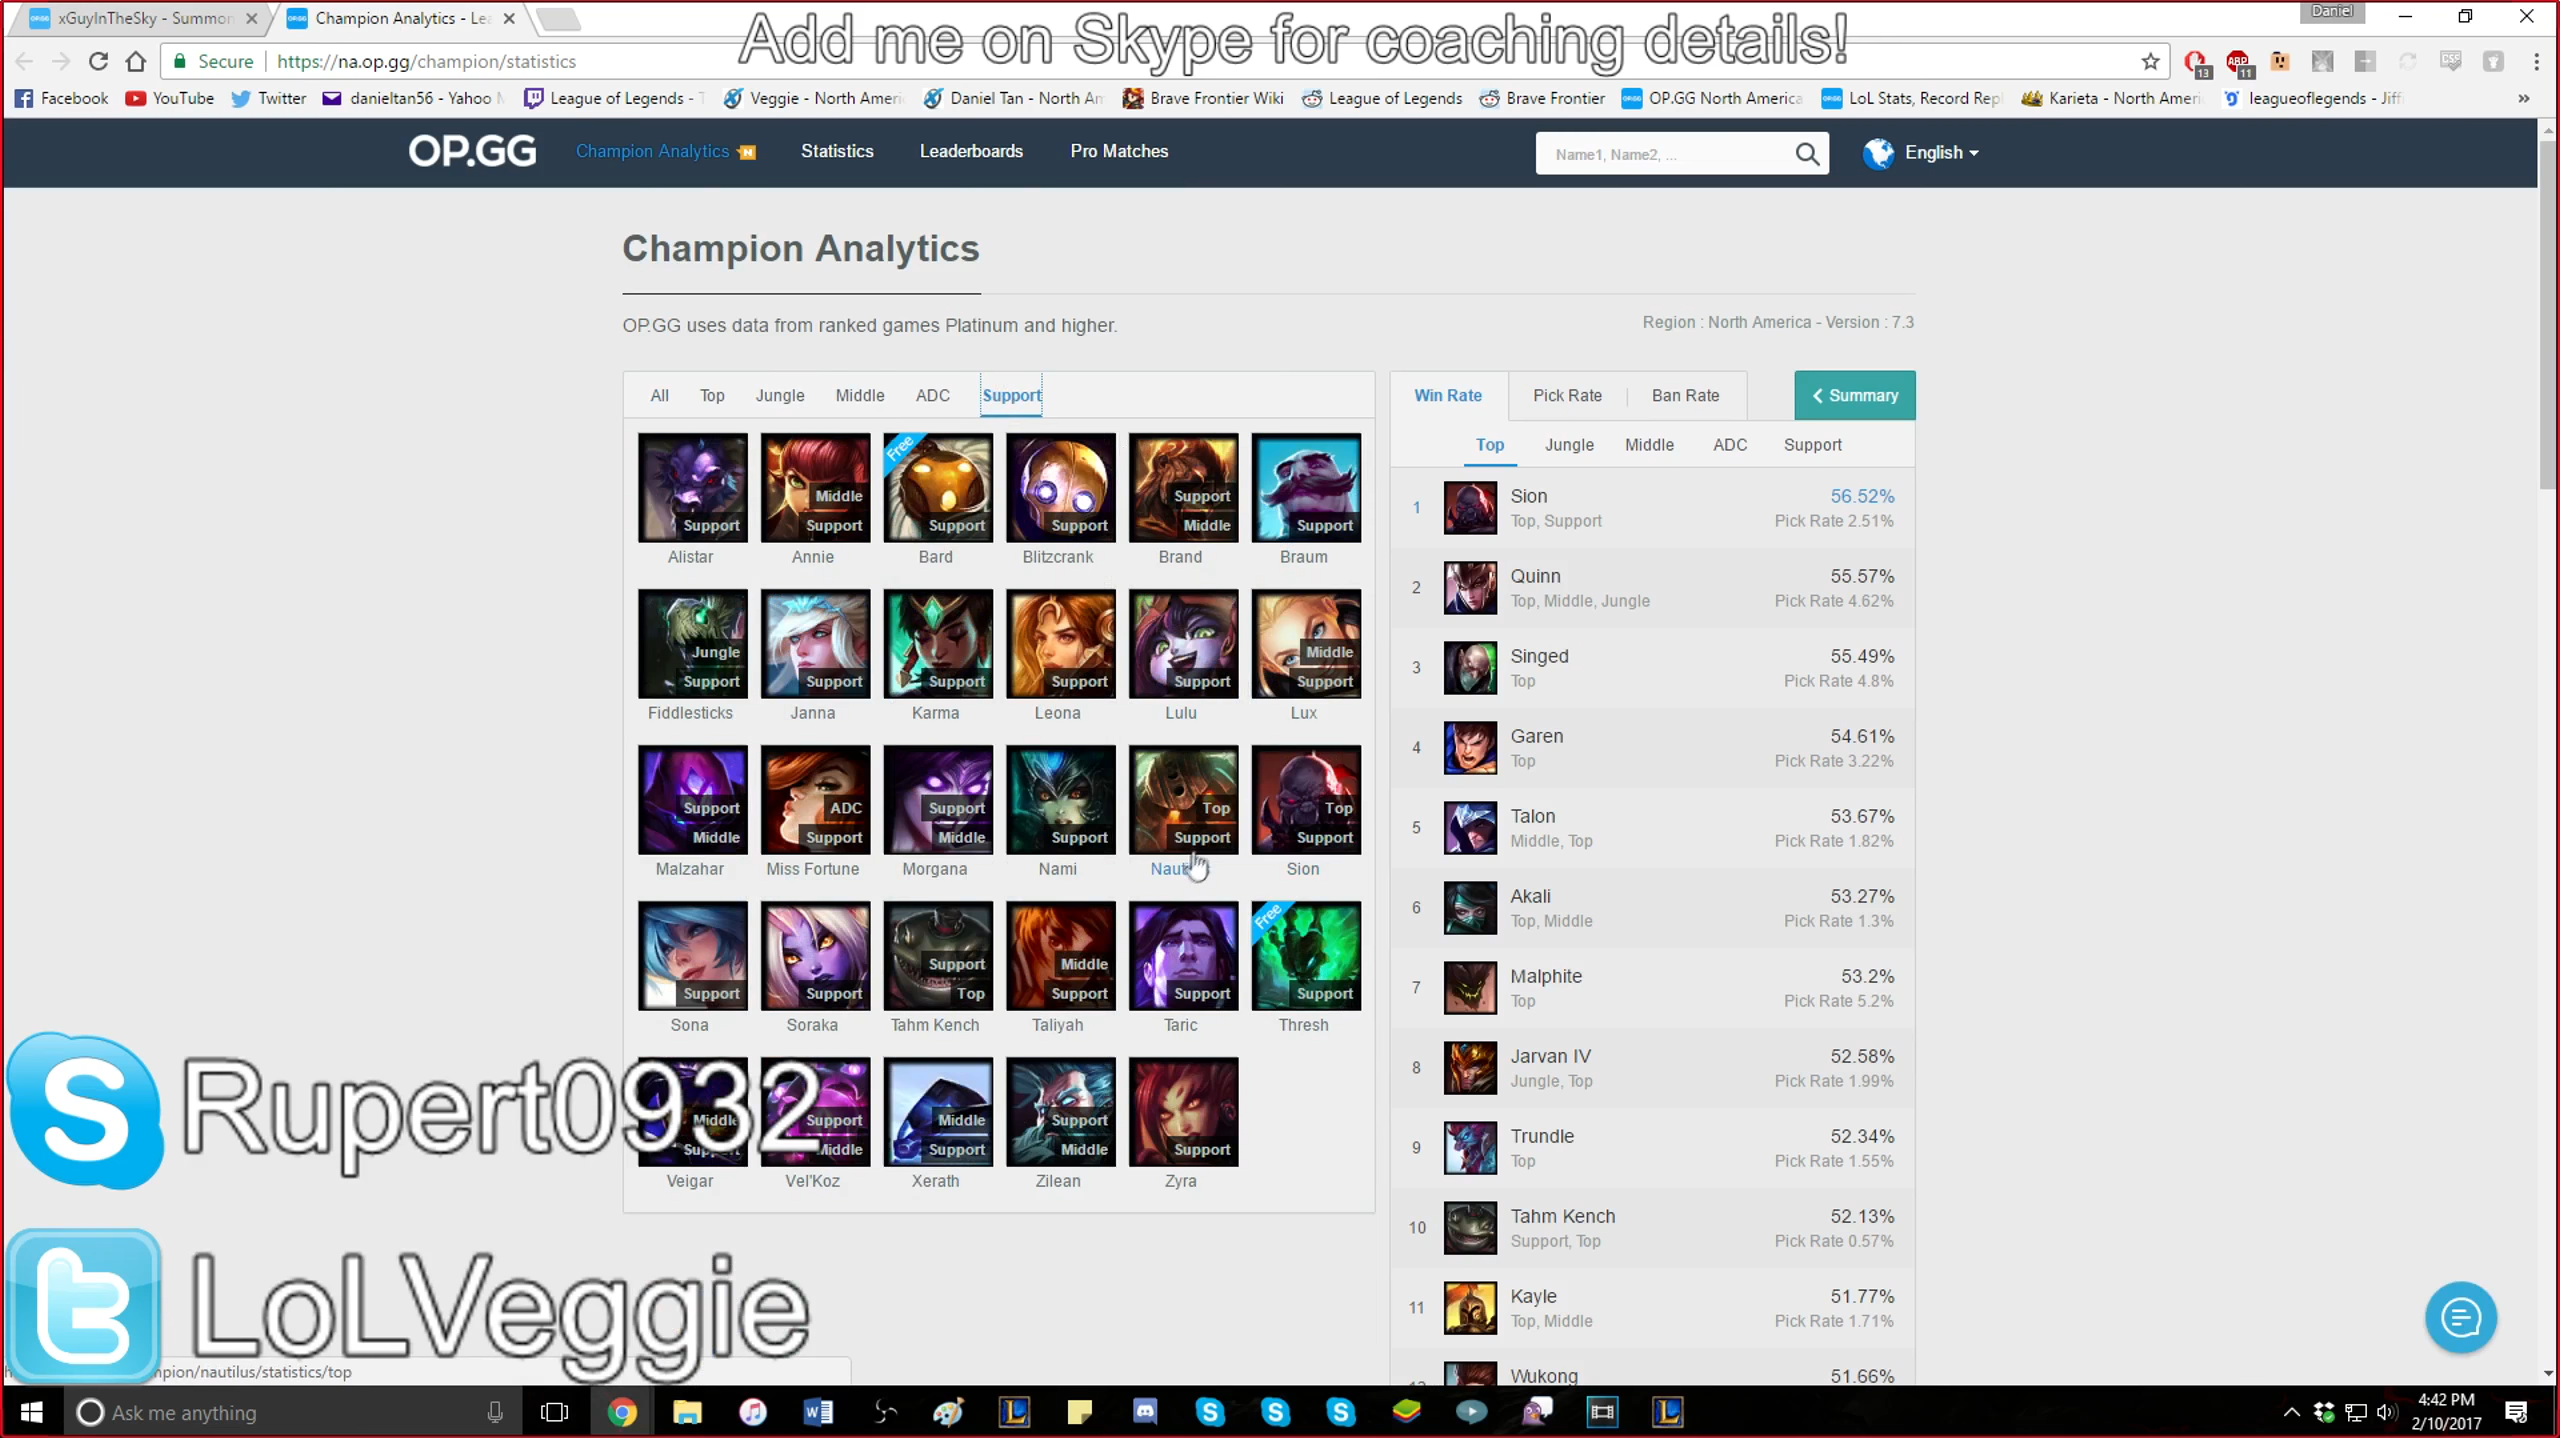 xGuyInTheSky - Summon
Champion Analytics - Lea
Daniel
Add me on Skype for coaching details!
Secure
https://na.op.gg/champion/statistics
13
ABP
11
Facebook
YouTube
Twitter
danieltan56 - Yahoo M
League of Legends - T
Veggie - North Ameri
Daniel Tan - North Am
Brave Frontier Wiki
League of Legends
Brave Frontier
OP.GG North America
LoL Stats, Record Repl
Karieta - North Ameri
leagueoflegends - Jiffi
»
OP.GG
Champion Analytics N
Statistics
Leaderboards
Pro Matches
Name1, Name2, ...
English
Champion Analytics
OP.GG uses data from ranked games Platinum and higher.
Region : North America - Version : 7.3
All Top Jungle Middle ADC Support
Support
Alistar
Middle
Support
Annie
Free
Support
Bard
Support
Blitzcrank
Support
Middle
Brand
Support
Braum
Jungle
Support
Fiddlesticks
Support
Janna
Support
Karma
Support
Leona
Support
Lulu
Middle
Support
Lux
Support
Middle
Malzahar
ADC
Support
Miss Fortune
Support
Middle
Morgana
Support
Nami
Top
Support
Top
Support
Sion
Support
Sona
Support
Soraka
Support
Top
Tahm Kench
Middle
Support
Taliyah
Support
Taric
Free
Support
Thresh
Middle
Veigar
Support
Middle
Vel'Koz
Middle
Support
Xerath
Support
Middle
Zilean
Support
Zyra
Win Rate Pick Rate Ban Rate
Summary
Top Jungle Middle ADC Support
1 Sion 56.52%
Top, Support Pick Rate 2.51%
2 Quinn 55.57%
Top, Middle, Jungle Pick Rate 4.62%
3 Singed 55.49%
Top Pick Rate 4.8%
4 Garen 54.61%
Top Pick Rate 3.22%
5 Talon 53.67%
Middle, Top Pick Rate 1.82%
6 Akali 53.27%
Top, Middle Pick Rate 1.3%
7 Malphite 53.2%
Top Pick Rate 5.2%
8 Jarvan IV 52.58%
Jungle, Top Pick Rate 1.99%
9 Trundle 52.34%
Top Pick Rate 1.55%
10 Tahm Kench 52.13%
Support, Top Pick Rate 0.57%
11 Kayle 51.77%
Top, Middle Pick Rate 1.71%
Wukong 51.66%
Rupert0932
LoLVeggie
mpion/nautilus/statistics/top
Ask me anything
4:42 PM
2/10/2017